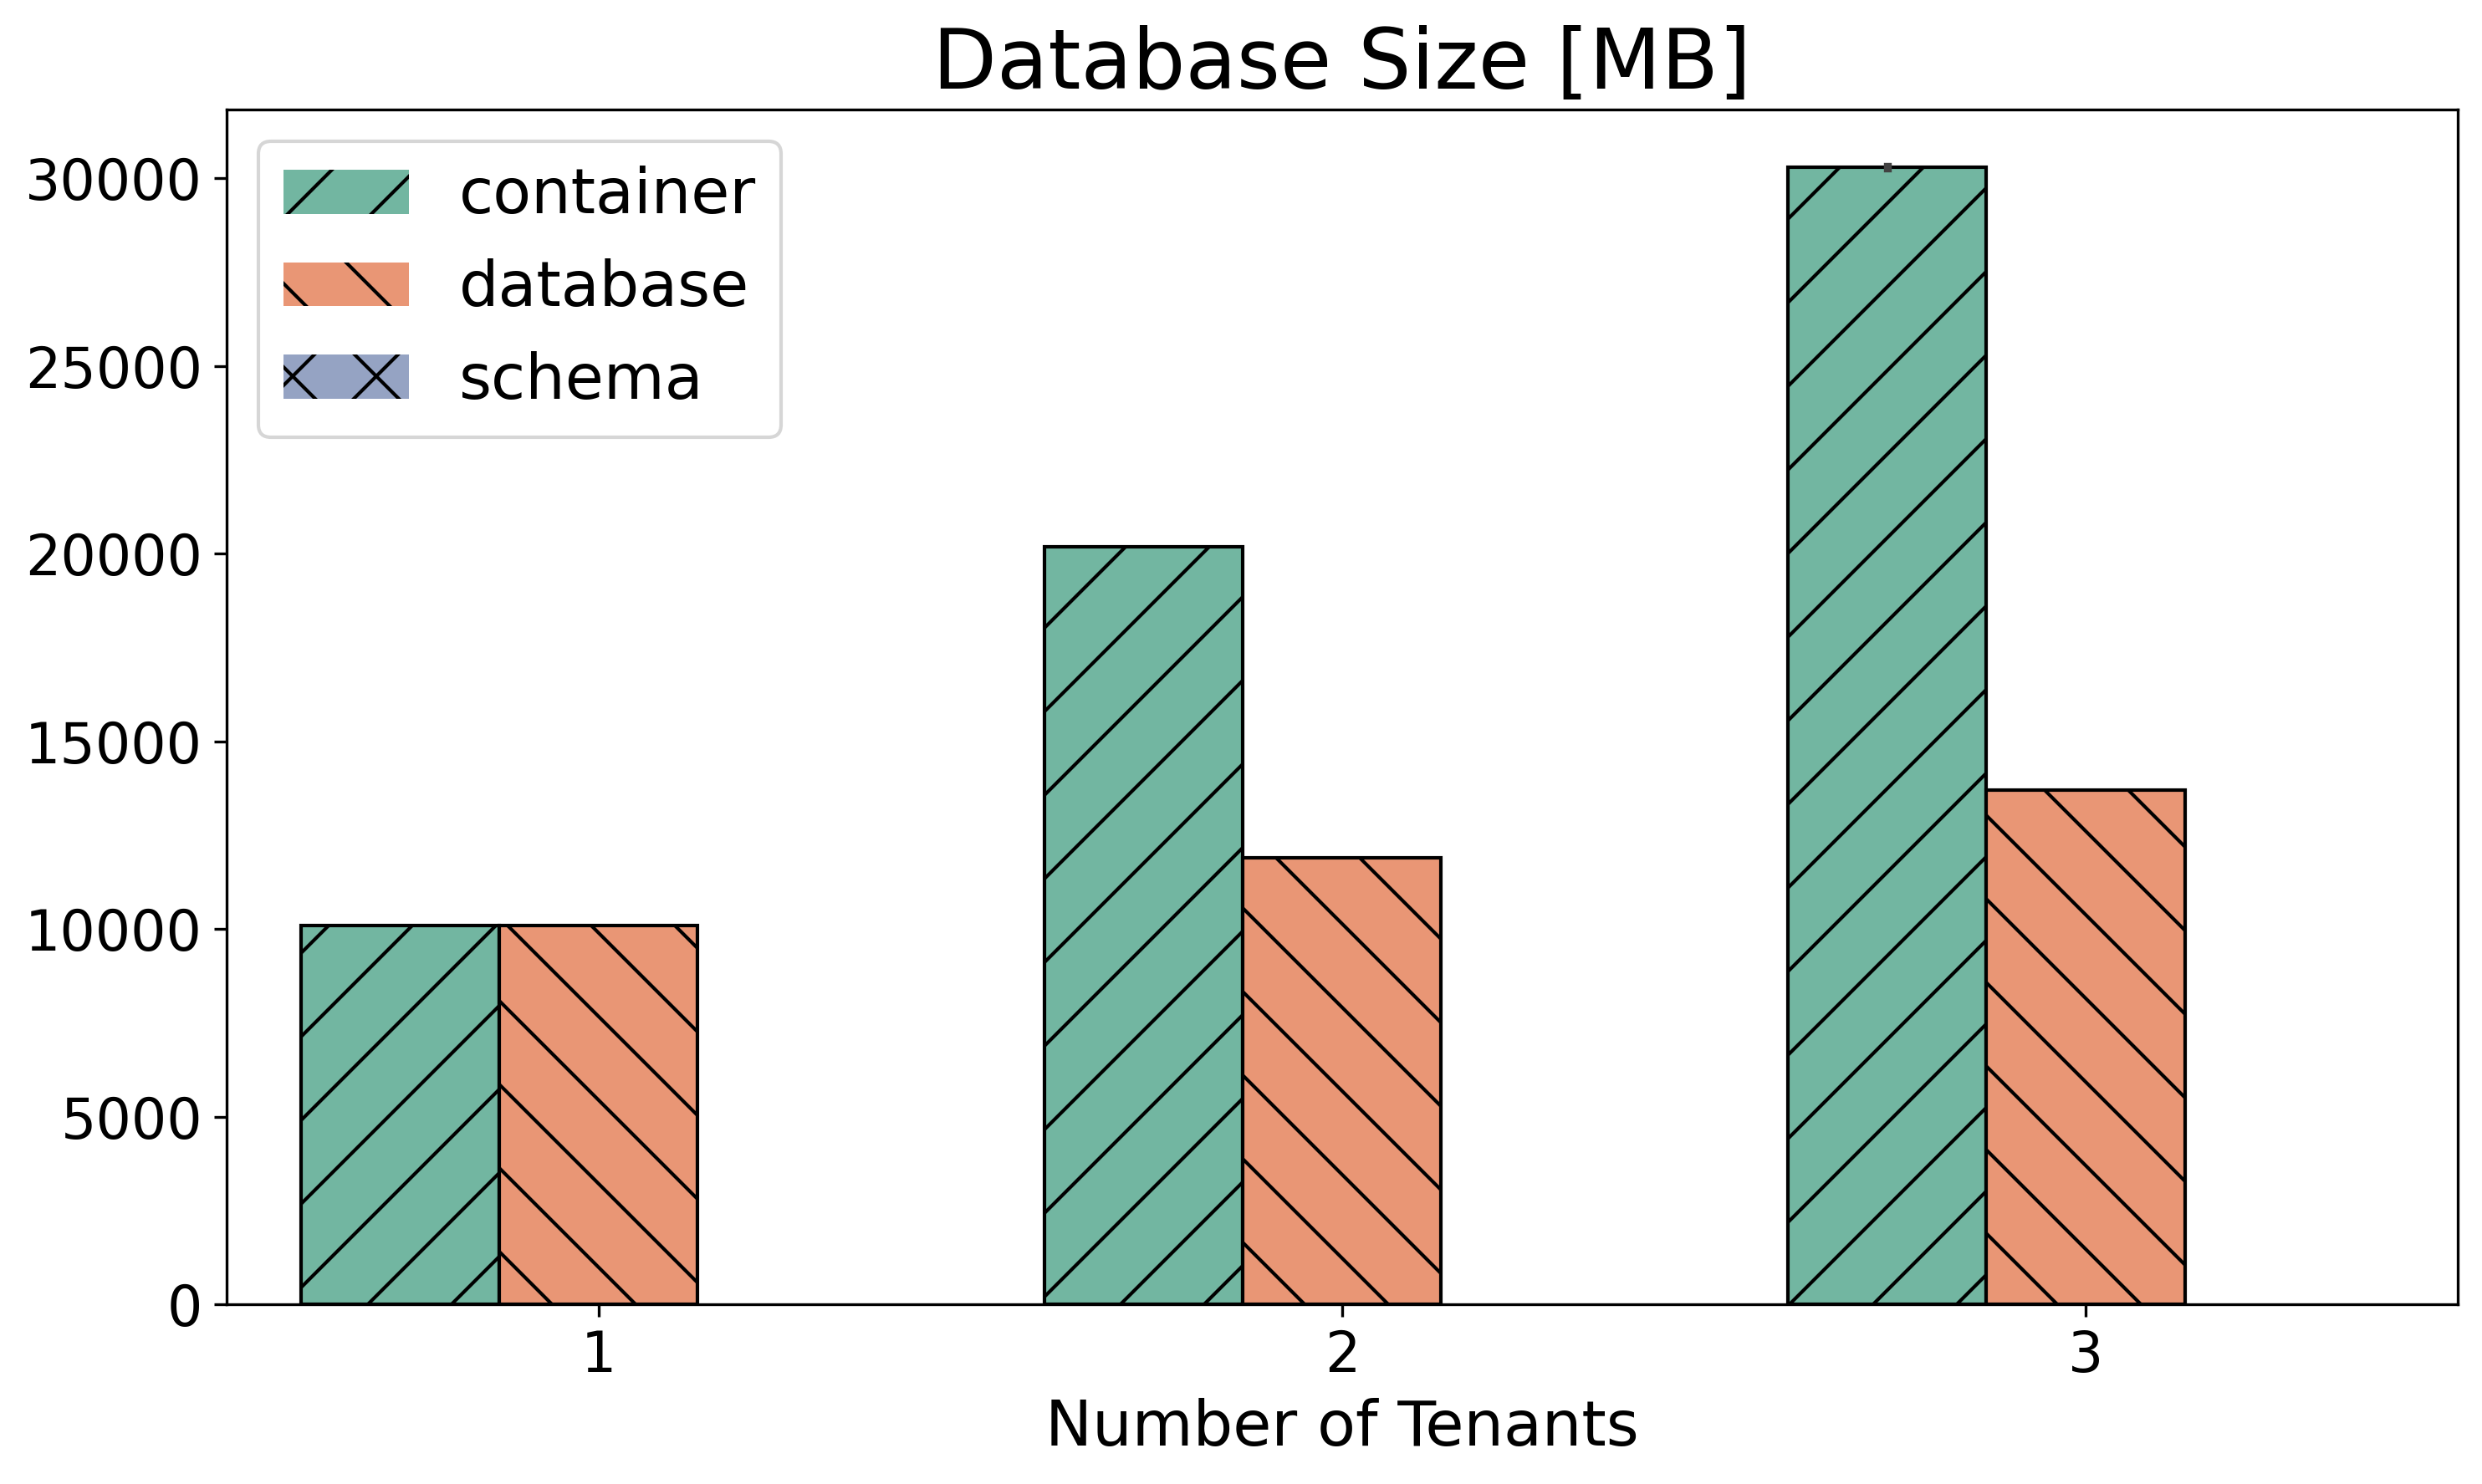 Database Size [MB]
30000
25000
20000
15000
10000
5000
0
container
database
schema
1
2
3
Number of Tenants